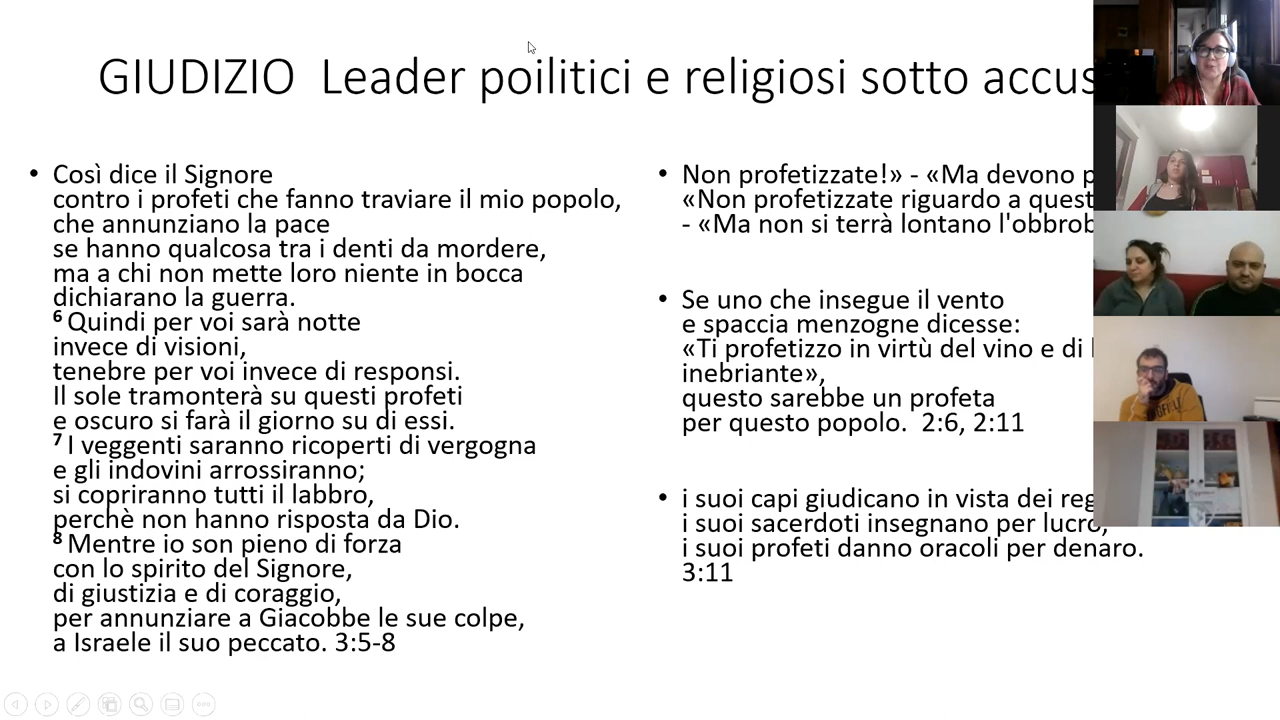 GIUDIZIO Leader poilitici e religiosi sotto
• Così dice il Signore
contro i profeti che fanno traviare il mio popolo,
che annunziano la pace
se hanno qualcosa tra i denti da mordere,
ma a chi non mette loro niente in bocca
dichiarano la guerra.
6 Quindi per voi sarà notte
invece di visioni,
tenebre per voi invece di responsi.
Il sole tramonterà su questi profeti
e oscuro si farà il giorno su di essi.
7 I veggenti saranno ricoperti di vergogna
e gli indovini arrossiranno;
si copriranno tutti il labbro,
perchè non hanno risposta da Dio.
8 Mentre io son pieno di forza
con lo spirito del Signore,
di giustizia e di coraggio,
per annunziare a Giacobbe le sue colpe,
a Israele il suo peccato. 3:5-8
• Non profetizzate!» - «Ma devono
«Non profetizzate riguardo a
- «Ma non si terrà lontano
• Se uno che insegue il vento
e spaccia menzogne dicesse:
«Ti profetizzo in virtù del vino e di
inebriante»,
questo sarebbe un profeta
per questo popolo. 2:6, 2:11
• i suoi capi giudicano in vista dei
i suoi sacerdoti insegnano per lucro,
i suoi profeti danno oracoli per denaro.
3:11